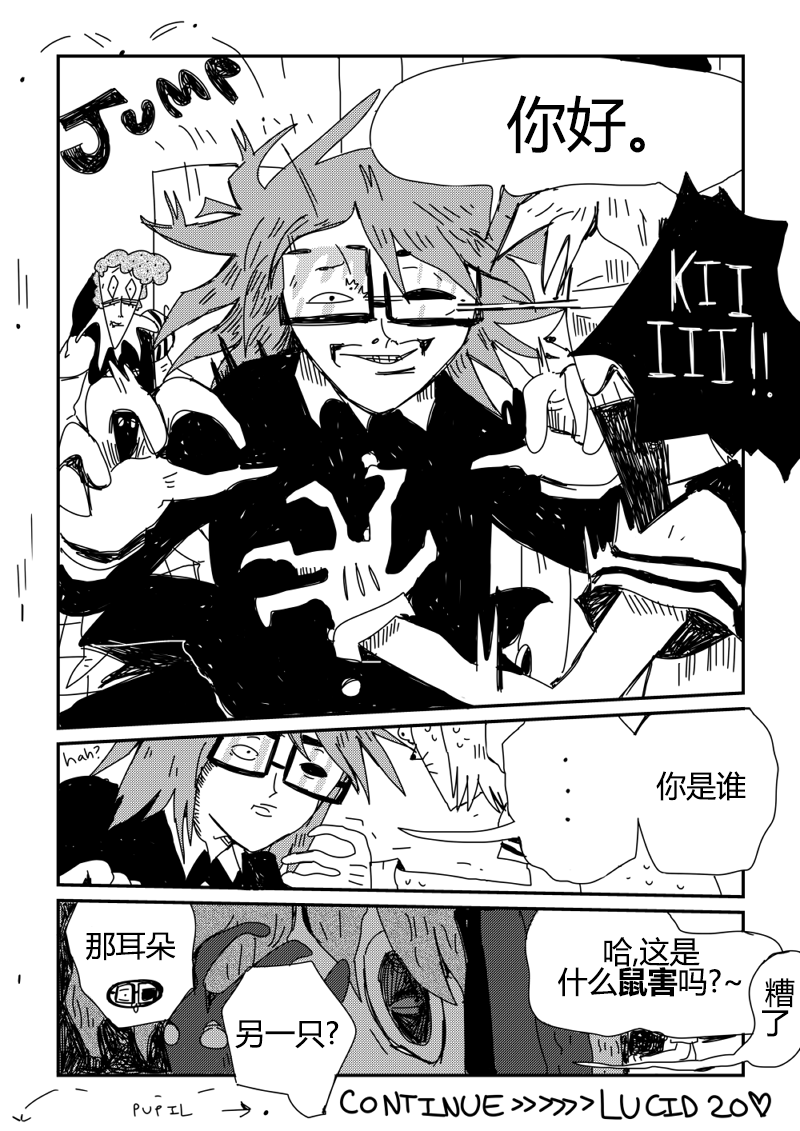 JUMP
你好。
KII
III!!
hah?
. . .
你是谁
那耳朵
另一只?
哈,这是
什么鼠害吗?~
糟
了
PUPIL →
CONTINUE >>>>>> LUCID 20♡